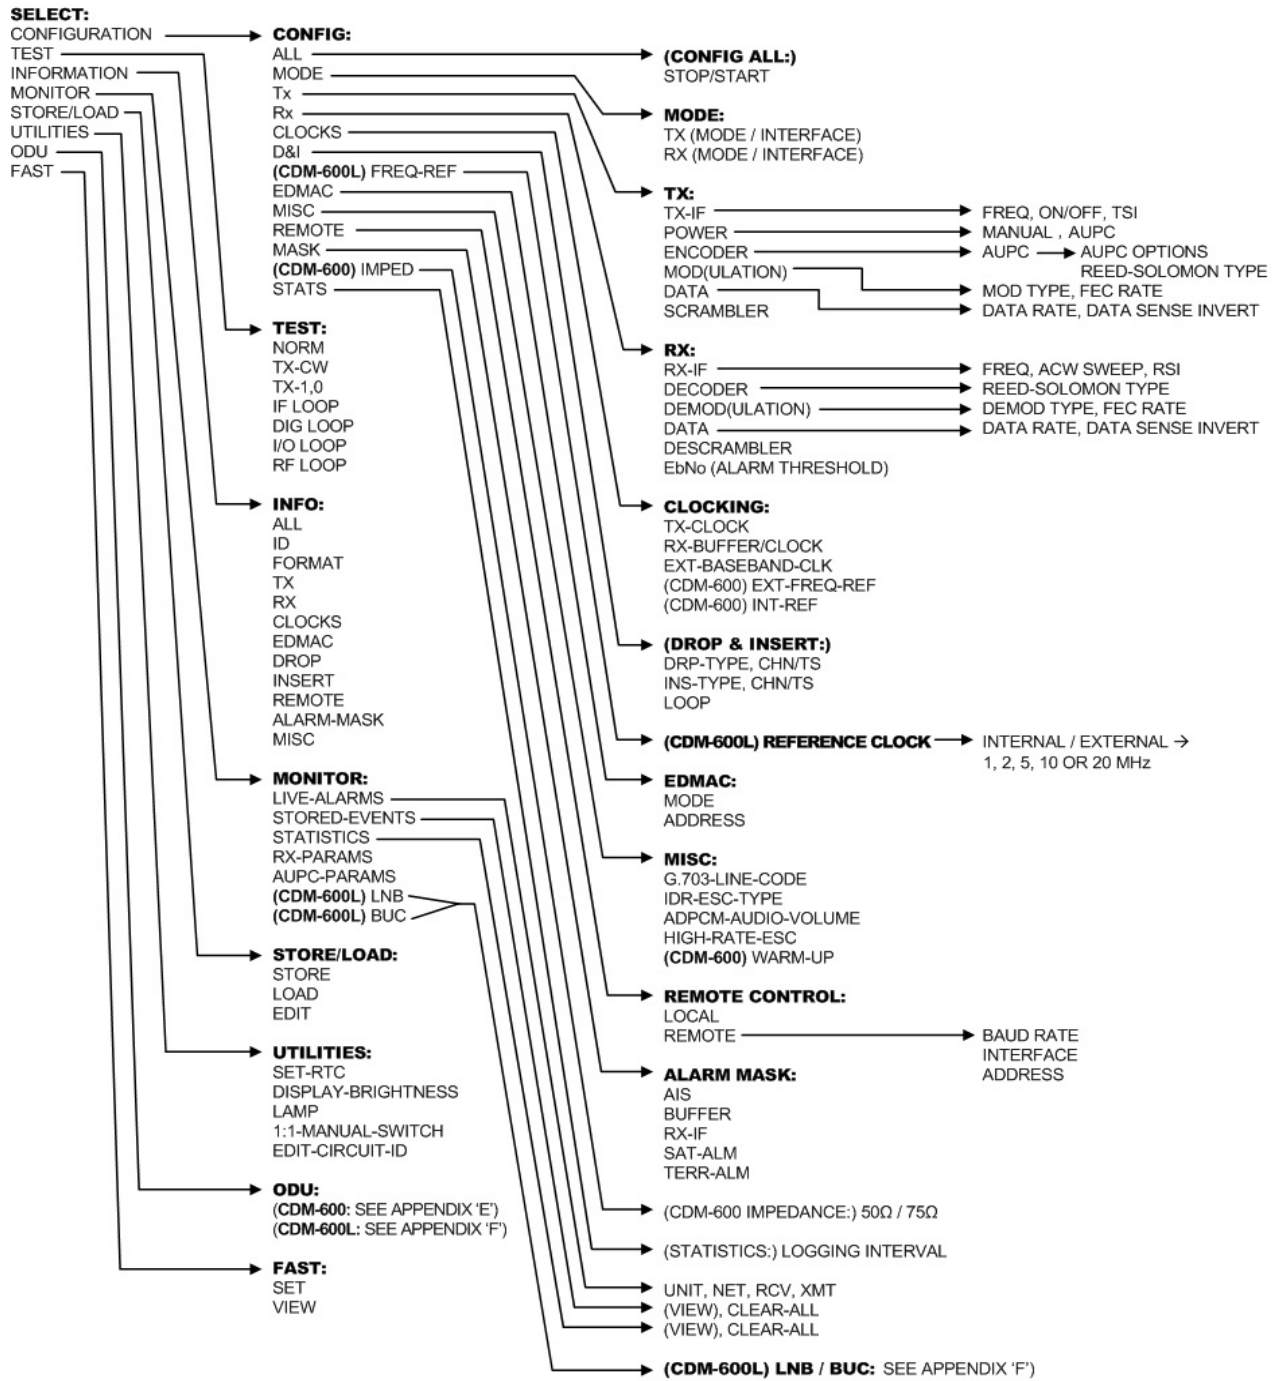 SELECT:
CONFIGURATION
TEST
INFORMATION
MONITOR
STORE/LOAD
UTILITIES
ODU
FAST
CONFIG:
ALL
MODE
Tx
Rx
CLOCKS
D&I
(CDM-600L) FREQ-REF
EDMAC
MISC
REMOTE
MASK
(CDM-600) IMPED
STATS
TEST:
NORM
TX-CW
TX-1,0
IF LOOP
DIG LOOP
I/O LOOP
RF LOOP
INFO:
ALL
ID
FORMAT
TX
RX
CLOCKS
EDMAC
DROP
INSERT
REMOTE
ALARM-MASK
MISC
MONITOR:
LIVE-ALARMS
STORED-EVENTS
STATISTICS
RX-PARAMS
AUPC-PARAMS
(CDM-600L) LNB
(CDM-600L) BUC
STORE/LOAD:
STORE
LOAD
EDIT
UTILITIES:
SET-RTC
DISPLAY-BRIGHTNESS
LAMP
1:1-MANUAL-SWITCH
EDIT-CIRCUIT-ID
ODU:
(CDM-600: SEE APPENDIX 'E')
(CDM-600L: SEE APPENDIX 'F')
FAST:
SET
VIEW
(CONFIG ALL:)
STOP/START
MODE:
TX (MODE / INTERFACE)
RX (MODE / INTERFACE)
TX:
TX-IF
POWER
ENCODER
MOD(ULATION)
DATA
SCRAMBLER
FREQ, ON/OFF, TSI
MANUAL , AUPC
AUPC → AUPC OPTIONS
REED-SOLOMON TYPE
MOD TYPE, FEC RATE
DATA RATE, DATA SENSE INVERT
RX:
RX-IF
DECODER
DEMOD(ULATION)
DATA
DESCRAMBLER
EbNo (ALARM THRESHOLD)
FREQ, ACW SWEEP, RSI
REED-SOLOMON TYPE
DEMOD TYPE, FEC RATE
DATA RATE, DATA SENSE INVERT
CLOCKING:
TX-CLOCK
RX-BUFFER/CLOCK
EXT-BASEBAND-CLK
(CDM-600) EXT-FREQ-REF
(CDM-600) INT-REF
(DROP & INSERT:)
DRP-TYPE, CHN/TS
INS-TYPE, CHN/TS
LOOP
(CDM-600L) REFERENCE CLOCK
INTERNAL / EXTERNAL →
1, 2, 5, 10 OR 20 MHz
EDMAC:
MODE
ADDRESS
MISC:
G.703-LINE-CODE
IDR-ESC-TYPE
ADPCM-AUDIO-VOLUME
HIGH-RATE-ESC
(CDM-600) WARM-UP
REMOTE CONTROL:
LOCAL
REMOTE
BAUD RATE
INTERFACE
ADDRESS
ALARM MASK:
AIS
BUFFER
RX-IF
SAT-ALM
TERR-ALM
(CDM-600 IMPEDANCE:) 50Ω / 75Ω
(STATISTICS:) LOGGING INTERVAL
UNIT, NET, RCV, XMT
(VIEW), CLEAR-ALL
(VIEW), CLEAR-ALL
(CDM-600L) LNB / BUC: SEE APPENDIX 'F')